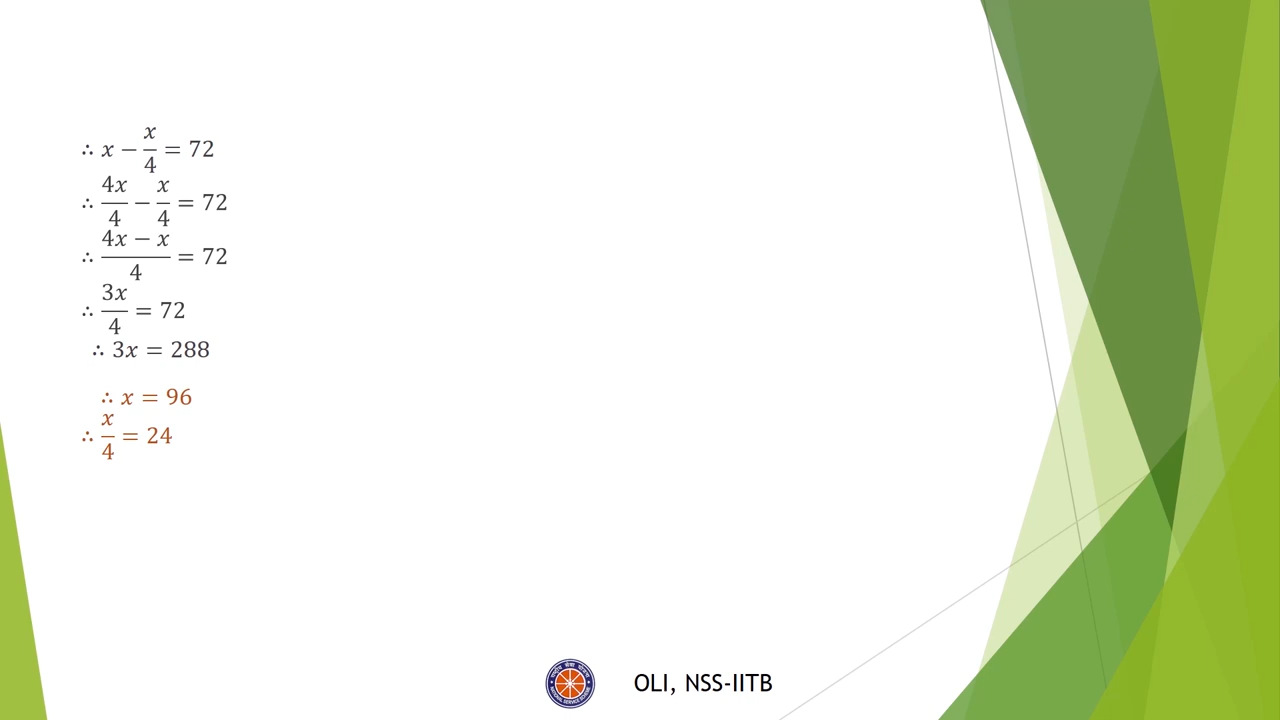 ∴ x − x/4 = 72
∴ 4x/4 − x/4 = 72
∴ (4x − x)/4 = 72
∴ 3x/4 = 72
∴ 3x = 288
∴ x = 96
∴ x/4 = 24
OLI, NSS-IITB